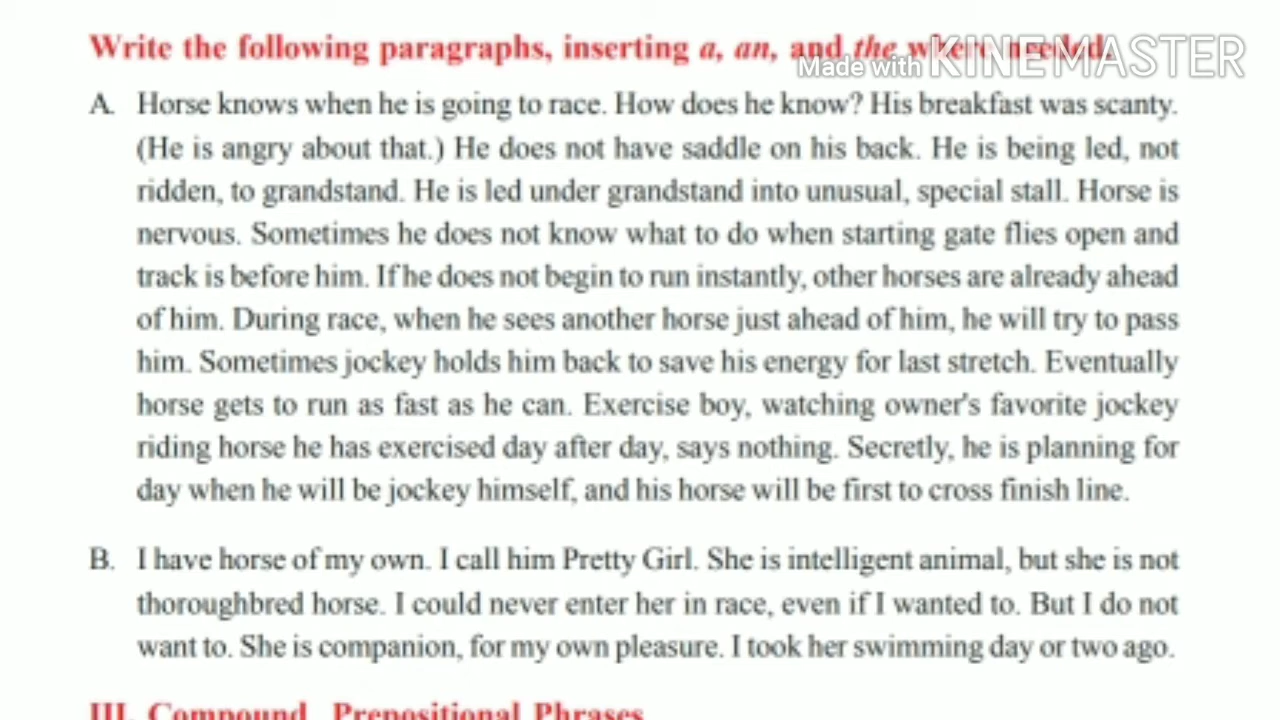 Write the following paragraphs, inserting a, an, and the where needed.
Made with KINEMASTER
A. Horse knows when he is going to race. How does he know? His breakfast was scanty.
(He is angry about that.) He does not have saddle on his back. He is being led, not
ridden, to grandstand. He is led under grandstand into unusual, special stall. Horse is
nervous. Sometimes he does not know what to do when starting gate flies open and
track is before him. If he does not begin to run instantly, other horses are already ahead
of him. During race, when he sees another horse just ahead of him, he will try to pass
him. Sometimes jockey holds him back to save his energy for last stretch. Eventually
horse gets to run as fast as he can. Exercise boy, watching owner's favorite jockey
riding horse he has exercised day after day, says nothing. Secretly, he is planning for
day when he will be jockey himself, and his horse will be first to cross finish line.
B. I have horse of my own. I call him Pretty Girl. She is intelligent animal, but she is not
thoroughbred horse. I could never enter her in race, even if I wanted to. But I do not
want to. She is companion, for my own pleasure. I took her swimming day or two ago.
III. Compound Prepositional Phrases